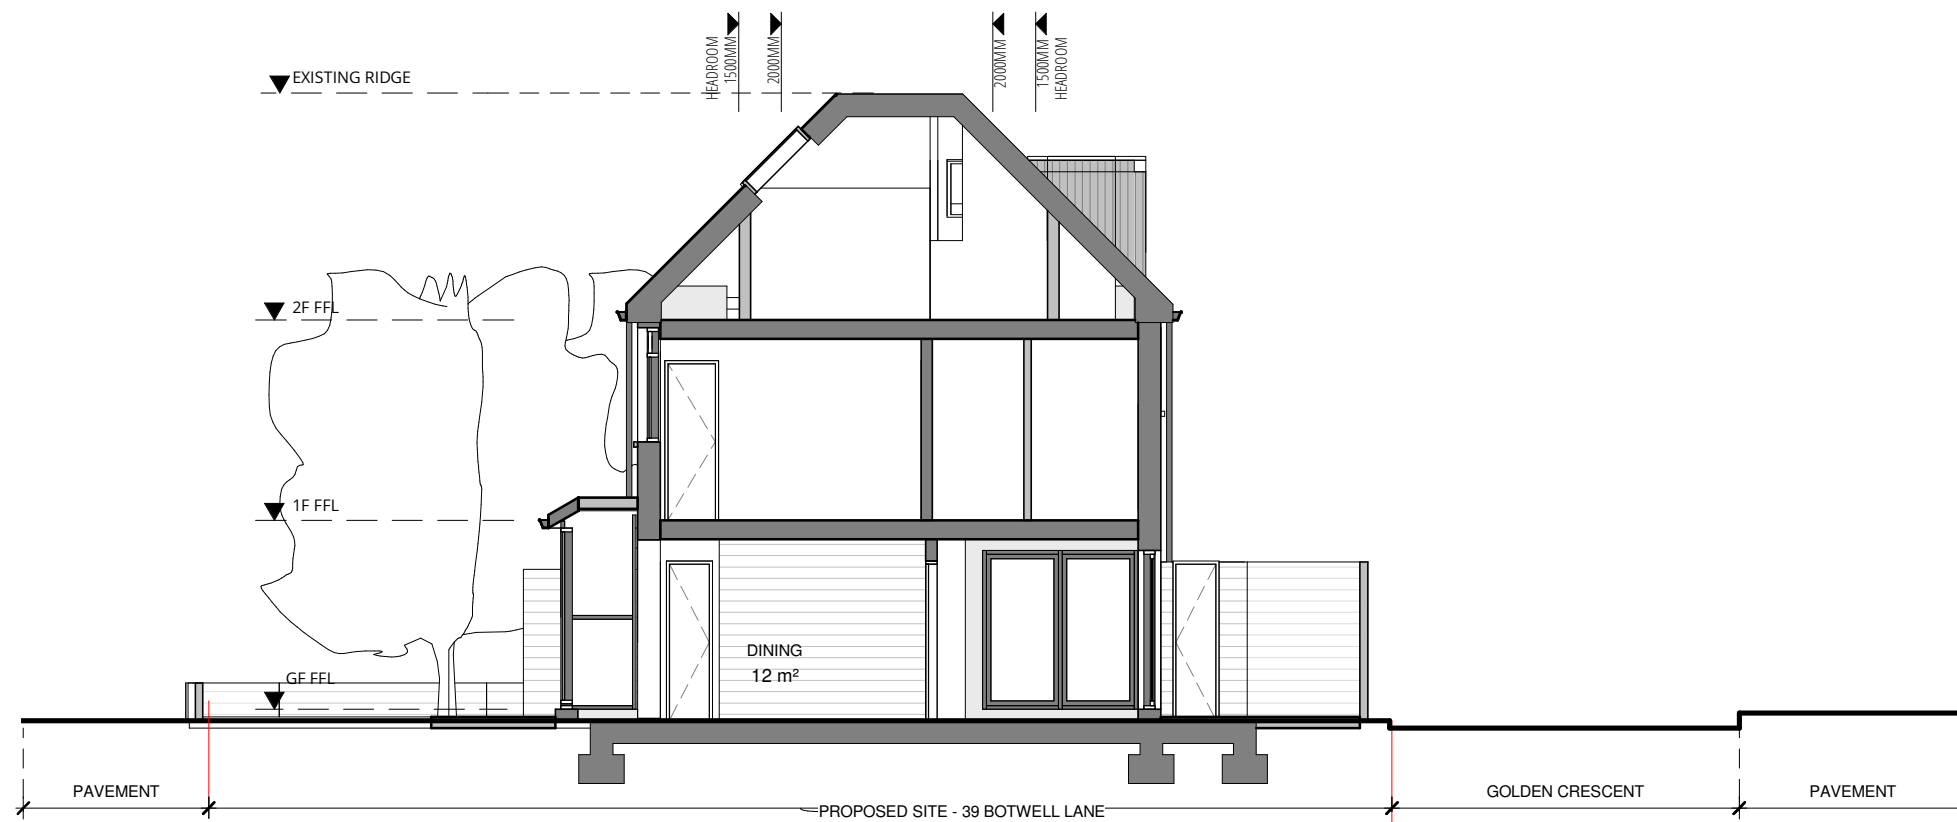 HEADROOM
1500MM
2000MM
2000MM
1500MM
HEADROOM
EXISTING RIDGE
2F FFL
1F FFL
GF FFL
DINING
12 m²
PAVEMENT
PROPOSED SITE - 39 BOTWELL LANE
GOLDEN CRESCENT
PAVEMENT